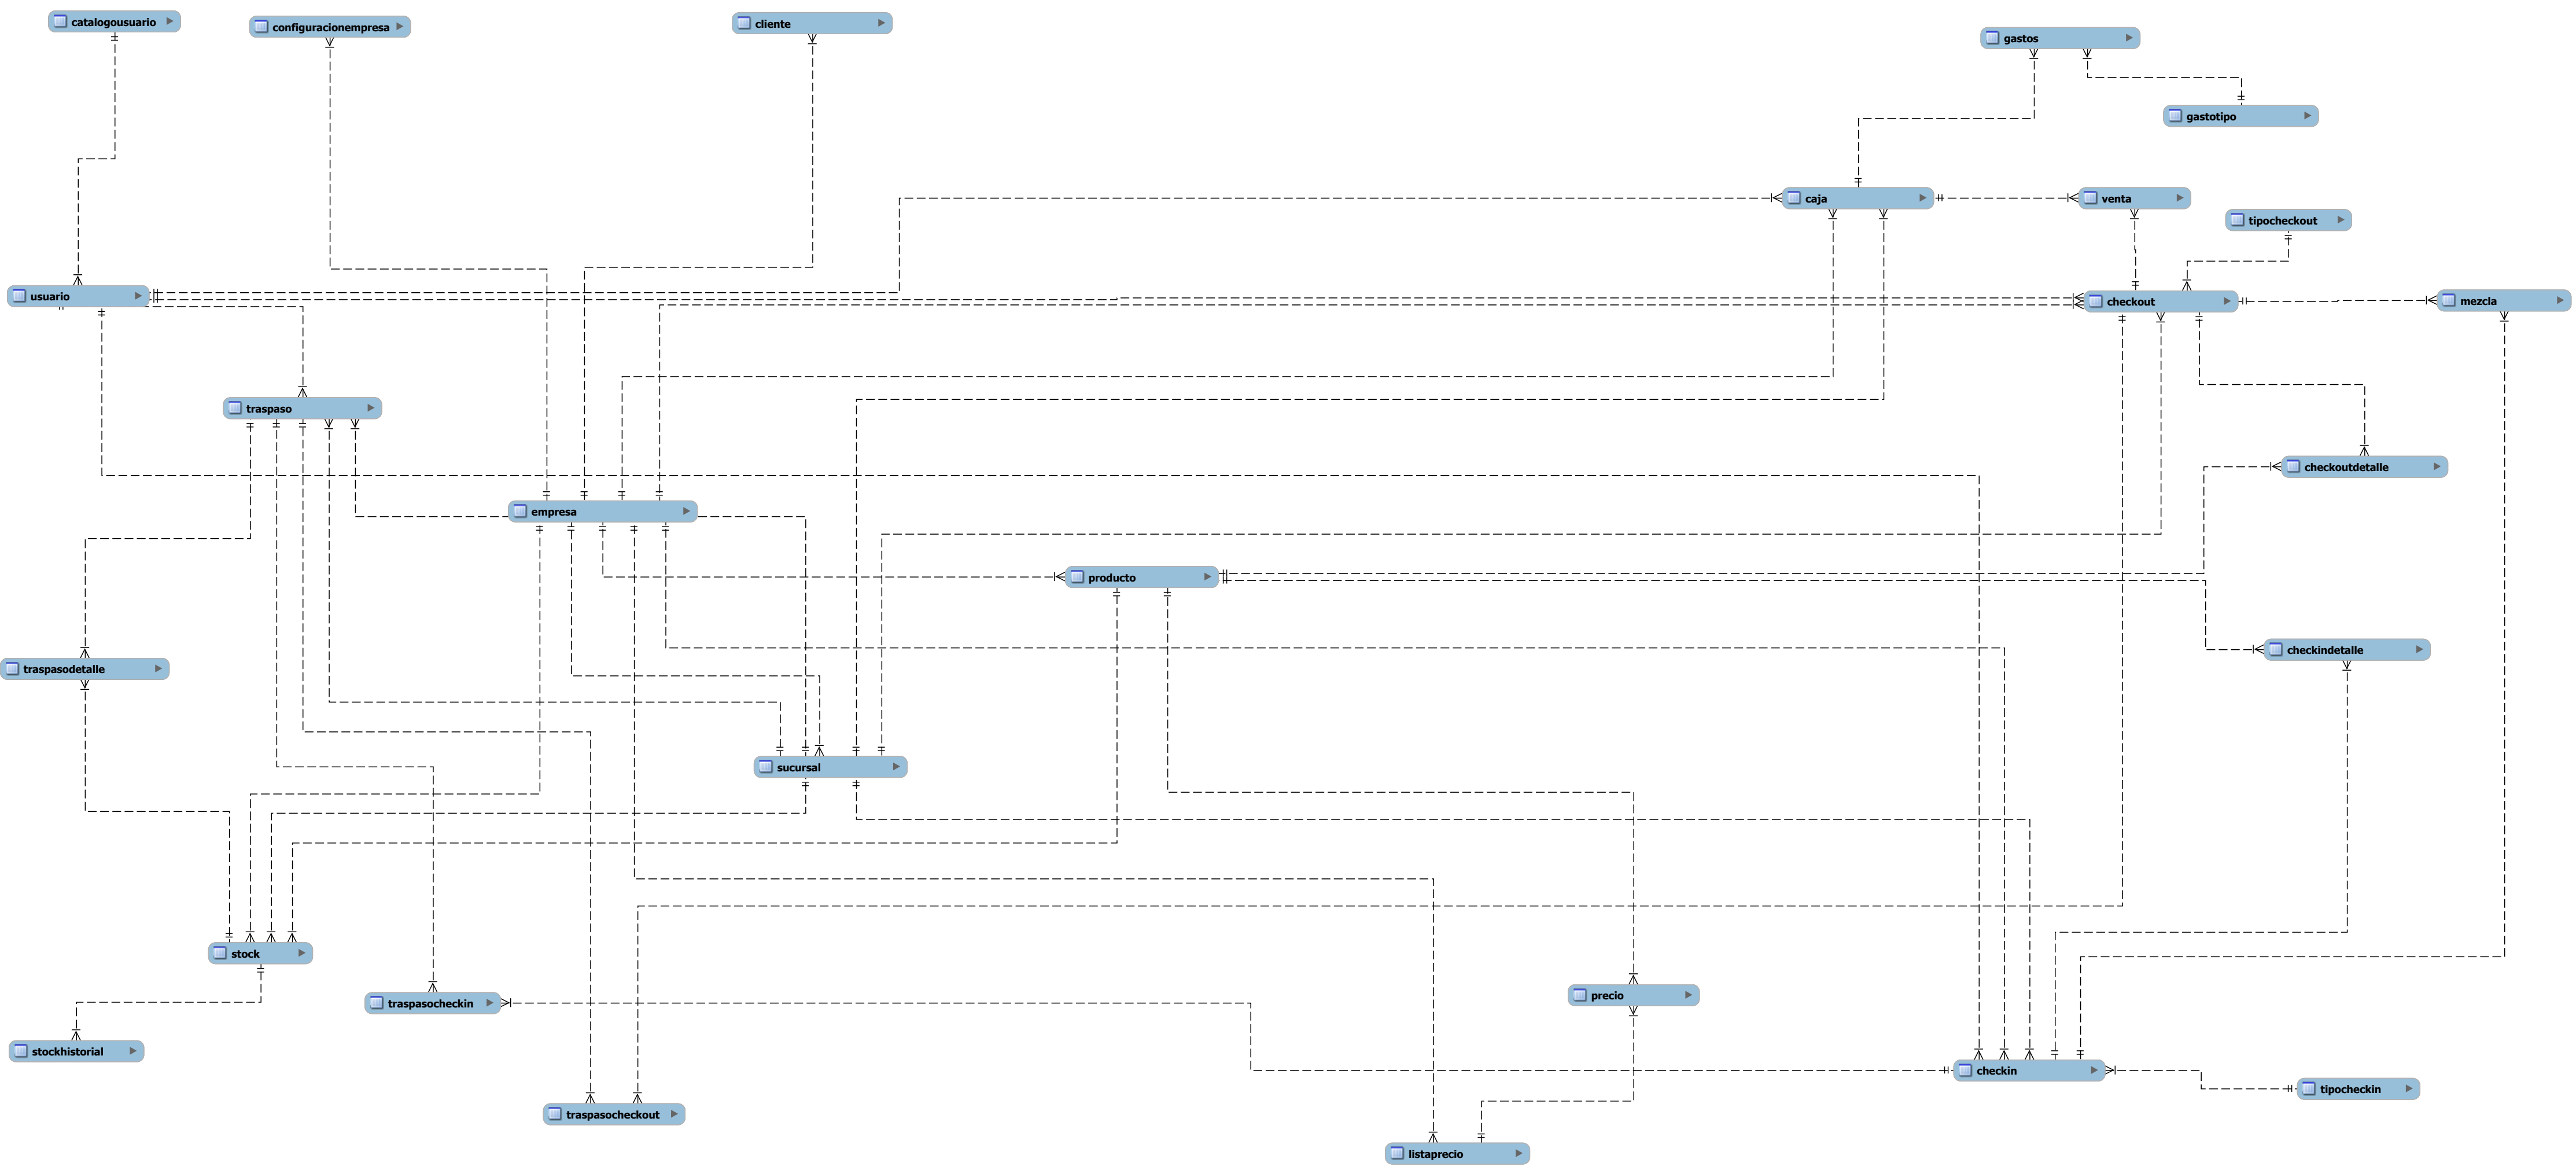 catalogousuario
configuracionempresa
cliente
gastos
gastotipo
caja
venta
tipocheckout
usuario
checkout
mezcla
traspaso
checkoutdetalle
empresa
producto
checkindetalle
traspasodetalle
sucursal
stock
traspasocheckin
precio
stockhistorial
checkin
tipocheckin
traspasocheckout
listaprecio